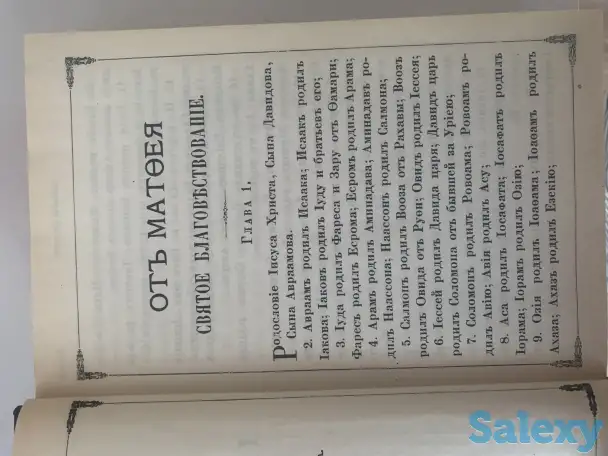 ОТЪ МАТѲЕЯ
СВЯТОЕ БЛАГОВѢСТВОВАНІЕ.
ГЛАВА 1.
Родословіе Іисуса Христа, Сына Давидова,
Сына Авраамова.
2. Авраамъ родилъ Исаака; Исаакъ родилъ
Іакова; Іаковъ родилъ Іуду и братьевъ его;
3. Іуда родилъ Фареса и Зару отъ Ѳамари;
Фаресъ родилъ Есрома; Есромъ родилъ Арама;
4. Арамъ родилъ Аминадава; Аминадавъ ро-
дилъ Наассона; Наассонъ родилъ Салмона;
5. Салмонъ родилъ Вооза отъ Рахавы; Воозъ
родилъ Овида отъ Руѳи; Овидъ родилъ Іессея;
6. Іессей родилъ Давида царя; Давидъ царь
родилъ Соломона отъ бывшей за Уріею;
7. Соломонъ родилъ Ровоама; Ровоамъ ро-
дилъ Авію; Авія родилъ Асу;
8. Аса родилъ Іосафата; Іосафатъ родилъ
Іорама; Іорамъ родилъ Озію;
9. Озія родилъ Іоаѳама; Іоаѳамъ родилъ
Ахаза; Ахазъ родилъ Езекію;
Salexy